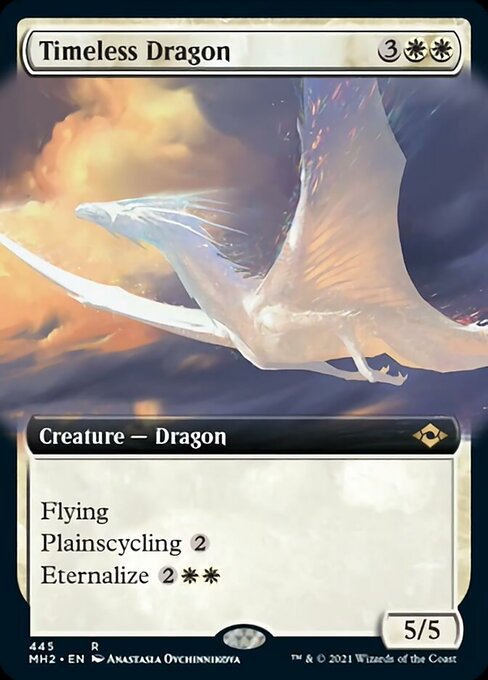 Timeless Dragon 3
Creature — Dragon
Flying
Plainscycling 2
Eternalize 2
5/5
445 R
MH2 • EN Anastasia Ovchinnikova
™ & © 2021 Wizards of the Coast